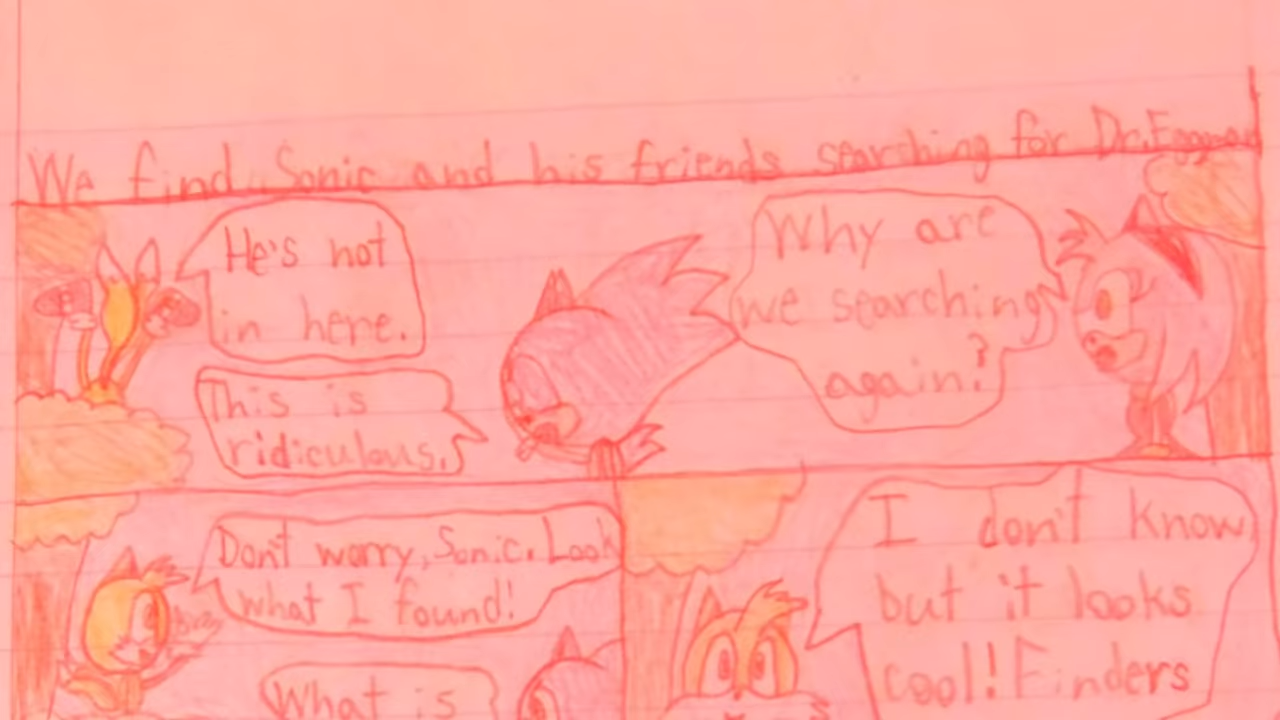 We find Sonic and his friends searching for Dr. Eggman
He's not
in here.
This is
ridiculous.
Why are
we searching
again?
Don't worry, Sonic. Look
what I found!
What is
I don't know,
but it looks
cool! Finders